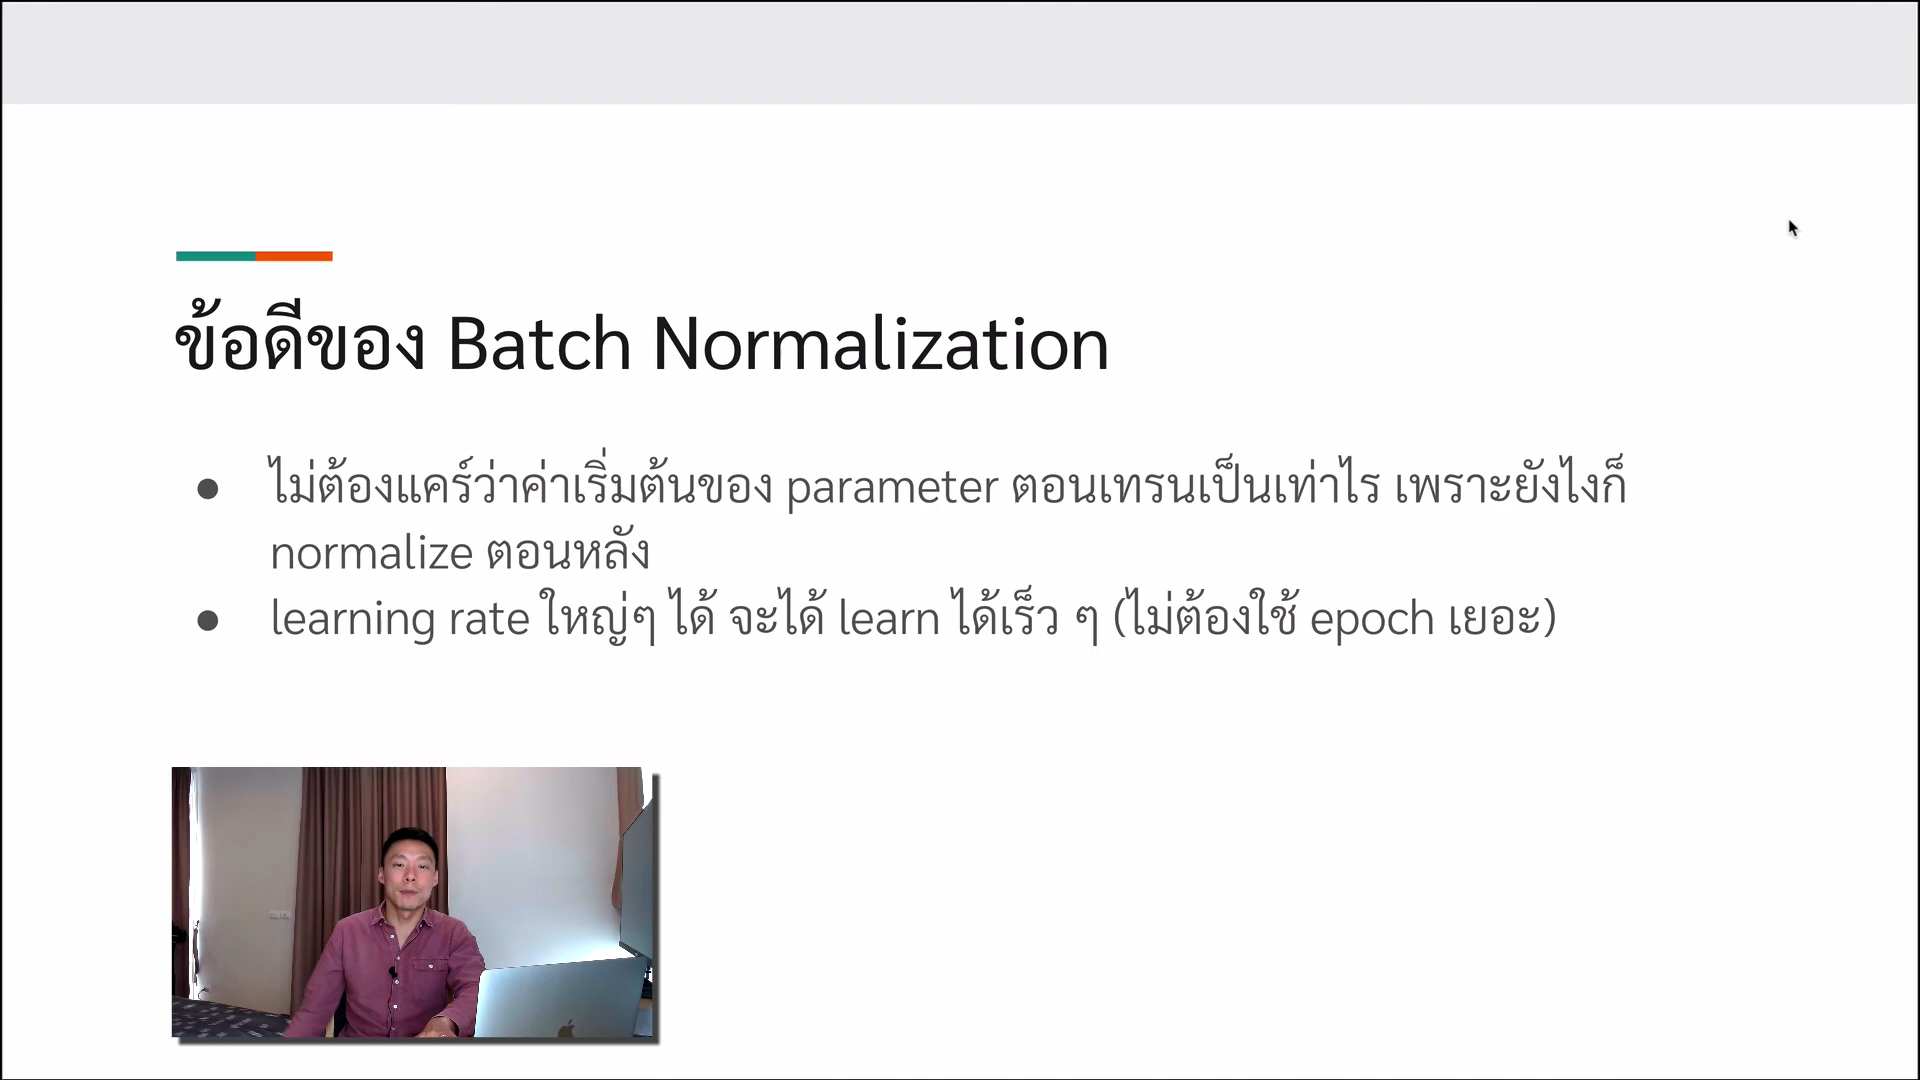 ข้อดีของ Batch Normalization
● ไม่ต้องแคร์ว่าค่าเริ่มต้นของ parameter ตอนเทรนเป็นเท่าไร เพราะยังไงก็
normalize ตอนหลัง
● learning rate ใหญ่ๆ ได้ จะได้ learn ได้เร็ว ๆ (ไม่ต้องใช้ epoch เยอะ)